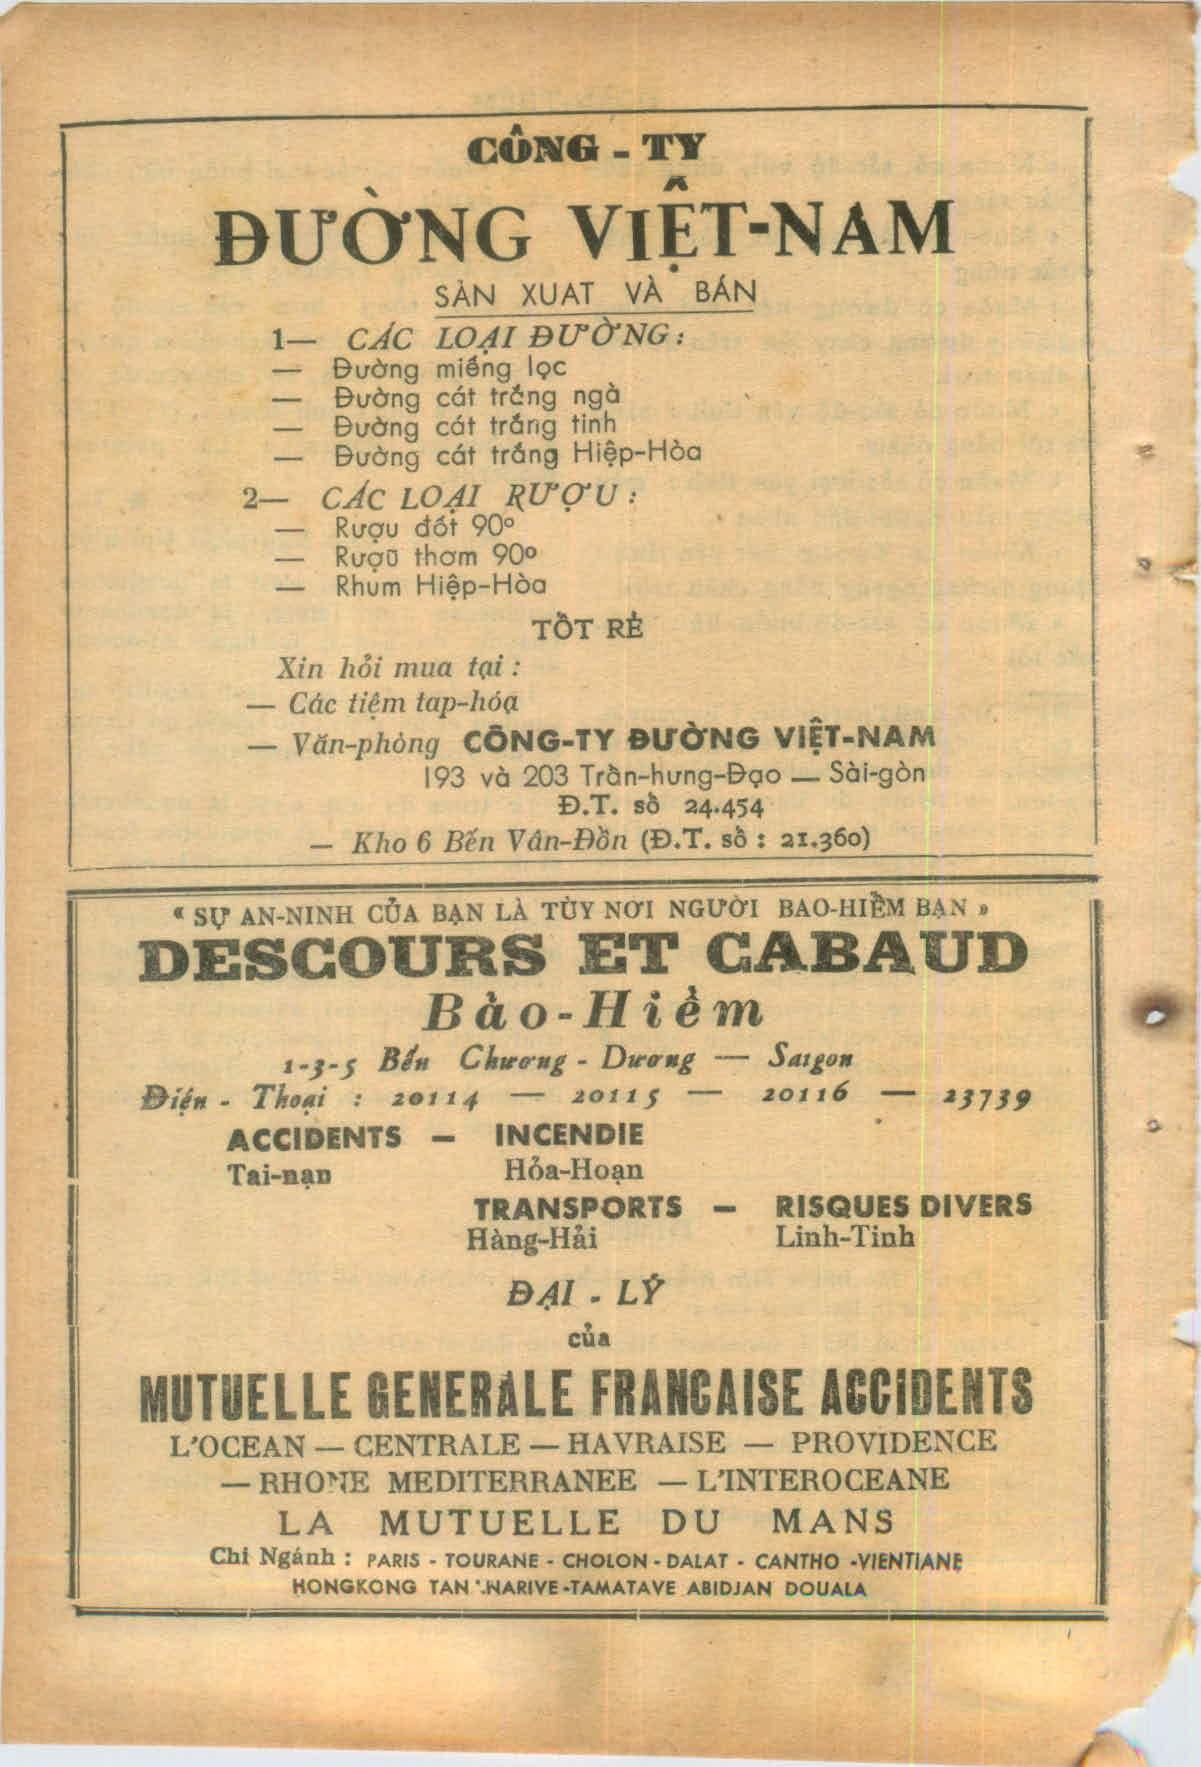 CÔNG - TY
ĐƯỜNG VIỆT-NAM
SẢN XUAT VÀ BÁN
1— CÁC LOẠI ĐƯỜNG :
— Đường miếng lọc
— Đường cát trắng ngà
— Đường cát trắng tinh
— Đường cát trắng Hiệp-Hòa
2— CÁC LOẠI RƯỢU :
— Rượu đốt 90°
— Rượũ thơm 90°
— Rhum Hiệp-Hòa
TỐT RẺ
Xin hỏi mua tại :
— Các tiệm tap-hóa
— Văn-phòng CÔNG-TY ĐƯỜNG VIỆT-NAM
193 và 203 Trần-hưng-Đạo — Sài-gòn
Đ.T. số 24.454
— Kho 6 Bến Vân-Đồn (Đ.T. số : 21.360)
« SỰ AN-NINH CỦA BẠN LÀ TÙY NƠI NGƯỜI BAO-HIỂM BẠN »
DESCOURS ET CABAUD
Bảo-Hiểm
1-3-5 Bến Chương - Dương — Saigon
Điện - Thoại : 20114 — 20115 — 20116 — 23739
ACCIDENTS — INCENDIE
Tai-nạn Hỏa-Hoạn
TRANSPORTS — RISQUES DIVERS
Hàng-Hải Linh-Tinh
ĐẠI - LÝ
của
MUTUELLE GENERALE FRANCAISE ACCIDENTS
L'OCEAN — CENTRALE — HAVRAISE — PROVIDENCE
— RHONE MEDITERRANEE — L'INTEROCEANE
LA MUTUELLE DU MANS
Chi Ngánh : PARIS - TOURANE - CHOLON - DALAT - CANTHO -VIENTIANE
HONGKONG TAN NARIVE -TAMATAVE ABIDJAN DOUALA